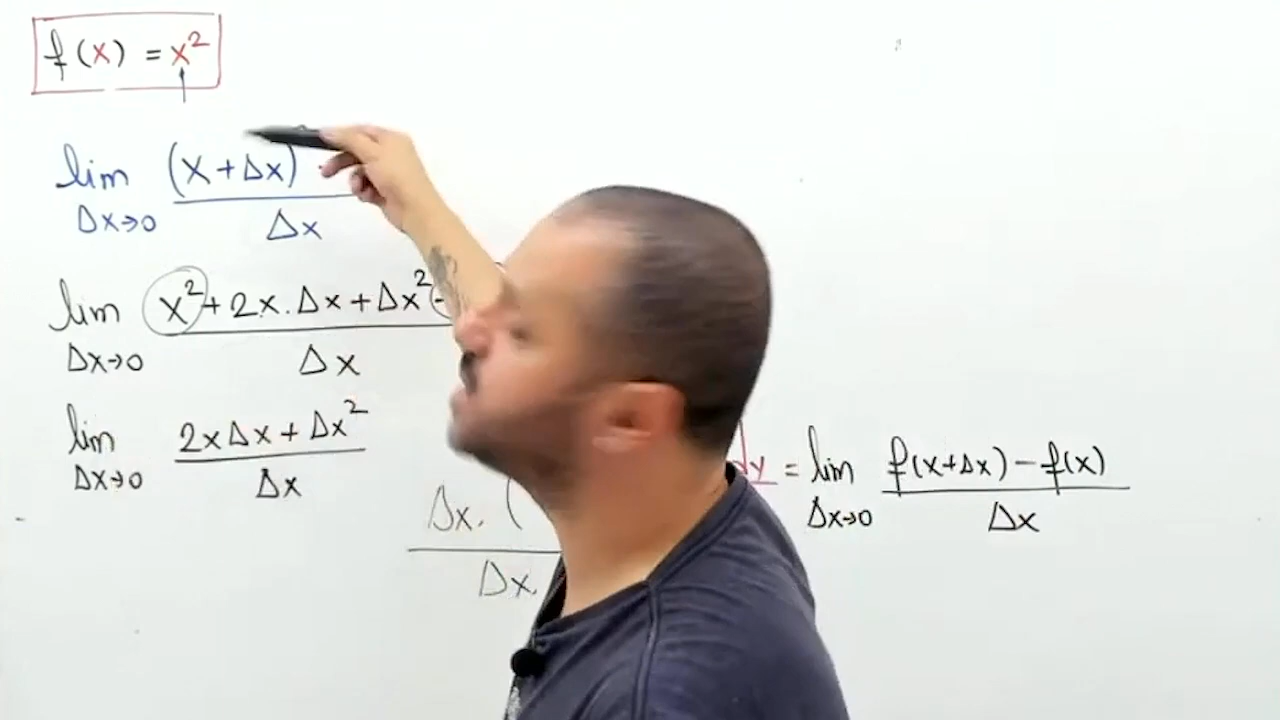 f(x) = x²
lim (x + Δx)
Δx→0 Δx
lim x² + 2x.Δx + Δx² -
Δx→0 Δx
lim 2xΔx + Δx²
Δx→0 Δx
Δx. (
Δx.
dy = lim f(x+Δx) - f(x)
Δx→0 Δx